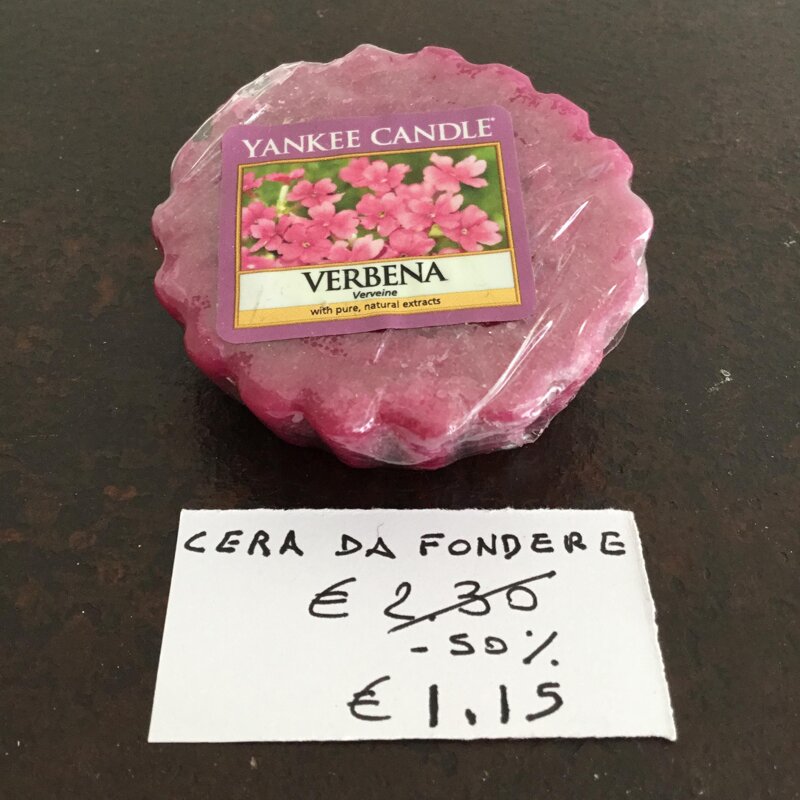 YANKEE CANDLE®
VERBENA
Verveine
with pure, natural extracts
CERA DA FONDERE
€ 2.30
-50%
€ 1.15